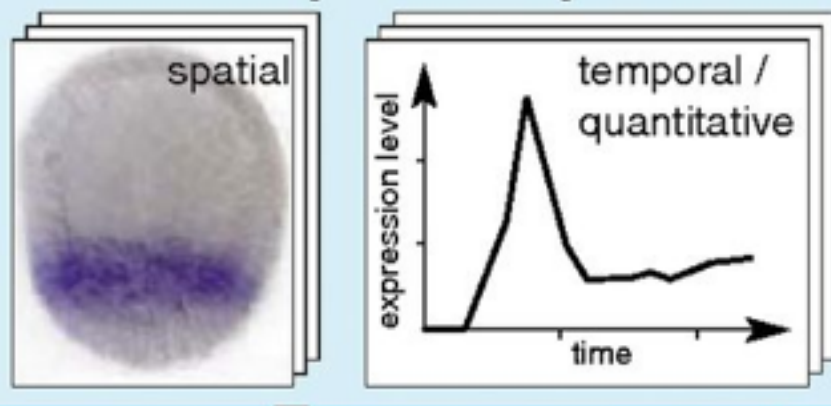 spatial
temporal /
quantitative
expression level
time